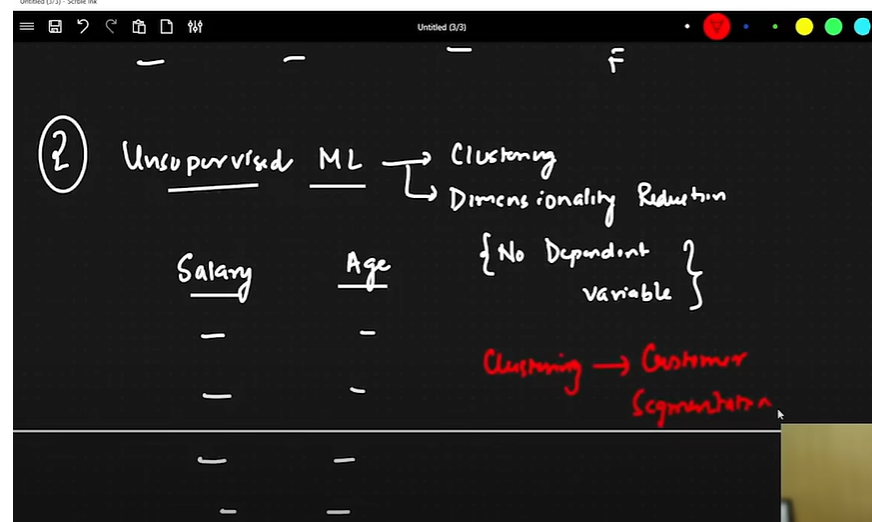 Untitled (3/3) - Scrble Ink
Untitled (3/3)
F
2 Unsupervised ML → Clustering
→ Dimensionality Reduction
Salary Age {No Dependent
variable}
Clustering → Customer
Segmentation